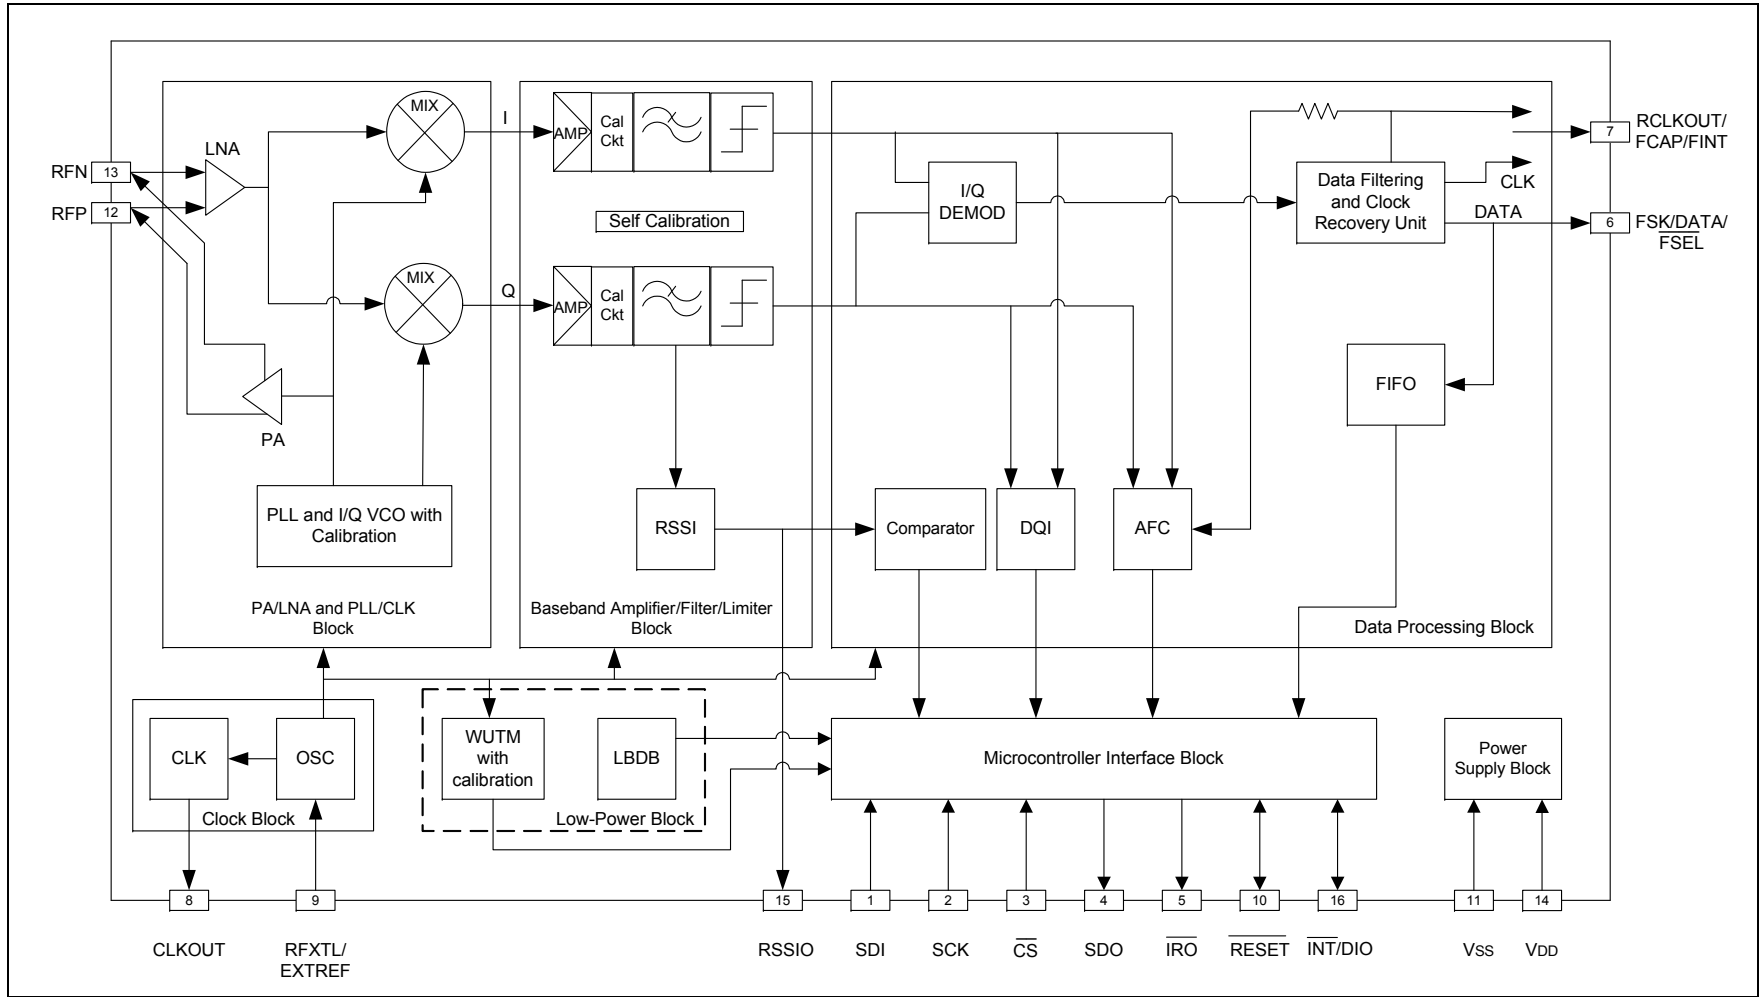 MIX
I
AMP
Cal
Ckt
RCLKOUT/
FCAP/FINT
7
LNA
RFN
13
RFP
12
I/Q
DEMOD
Data Filtering
and Clock
Recovery Unit
CLK
DATA
6
FSK/DATA/
FSEL
Self Calibration
MIX
Q
AMP
Cal
Ckt
FIFO
PA
PLL and I/Q VCO with
Calibration
RSSI
Comparator
DQI
AFC
PA/LNA and PLL/CLK
Block
Baseband Amplifier/Filter/Limiter
Block
Data Processing Block
CLK
OSC
Clock Block
WUTM
with
calibration
LBDB
Low-Power Block
Microcontroller Interface Block
Power
Supply Block
8
9
15
1
2
3
4
5
10
16
11
14
CLKOUT
RFXTL/
EXTREF
RSSIO
SDI
SCK
CS
SDO
IRO
RESET
INT/DIO
VSS
VDD